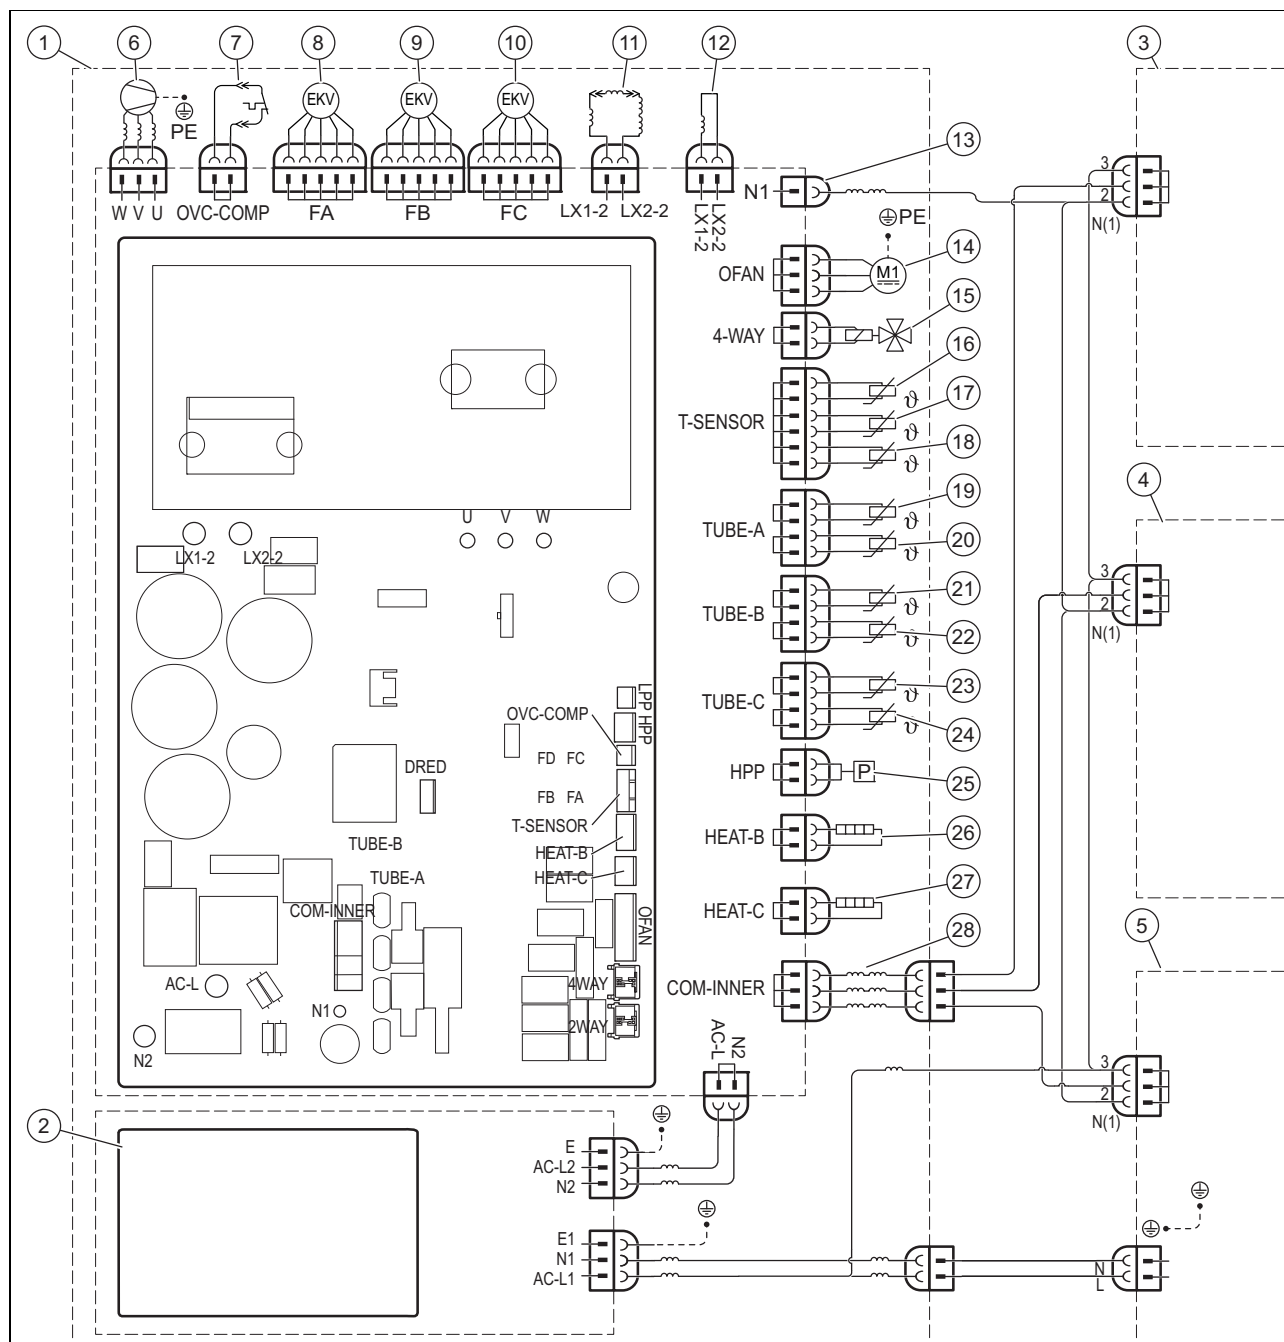 1 6 7 8 9 10 11 12 3
EKV EKV EKV
PE
W V U OVC-COMP FA FB FC LX1-2 LX2-2
LX1-2
LX2-2
13
N1
3
2
N(1)
PE
OFAN M1 14
4-WAY 15
16
ϑ
T-SENSOR 17
ϑ
18
ϑ
4
19
ϑ
TUBE-A
20
ϑ
U V W
LX1-2 LX2-2
3
2
N(1)
21
ϑ
TUBE-B
22
ϑ
23
ϑ
TUBE-C
24
ϑ
LPP HPP
OVC-COMP
FD FC
DRED
FB FA
T-SENSOR
TUBE-B
HEAT-B
TUBE-A
HEAT-C
COM-INNER
OFAN
AC-L
4WAY
N1
2WAY
N2
HPP P 25
HEAT-B 26
HEAT-C 27
28
5
COM-INNER
AC-L
N2
3
2
N(1)
2
E
AC-L2
N2
E1
N1
AC-L1
N
L